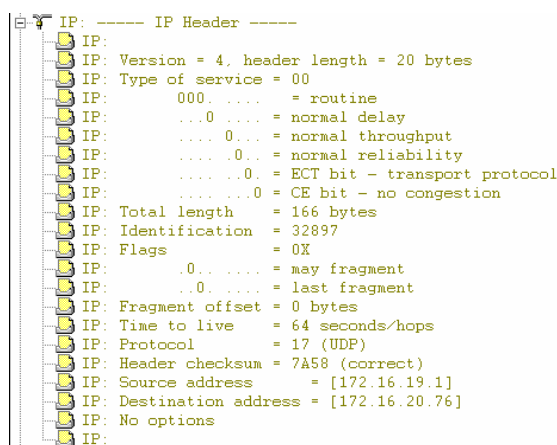 IP: ----- IP Header -----
IP:
IP: Version = 4, header length = 20 bytes
IP: Type of service = 00
IP: 000. .... = routine
IP: ...0 .... = normal delay
IP: .... 0... = normal throughput
IP: .... .0.. = normal reliability
IP: .... ..0. = ECT bit - transport protocol
IP: .... ...0 = CE bit - no congestion
IP: Total length = 166 bytes
IP: Identification = 32897
IP: Flags = 0X
IP: .0.. .... = may fragment
IP: ..0. .... = last fragment
IP: Fragment offset = 0 bytes
IP: Time to live = 64 seconds/hops
IP: Protocol = 17 (UDP)
IP: Header checksum = 7A58 (correct)
IP: Source address = [172.16.19.1]
IP: Destination address = [172.16.20.76]
IP: No options
IP: